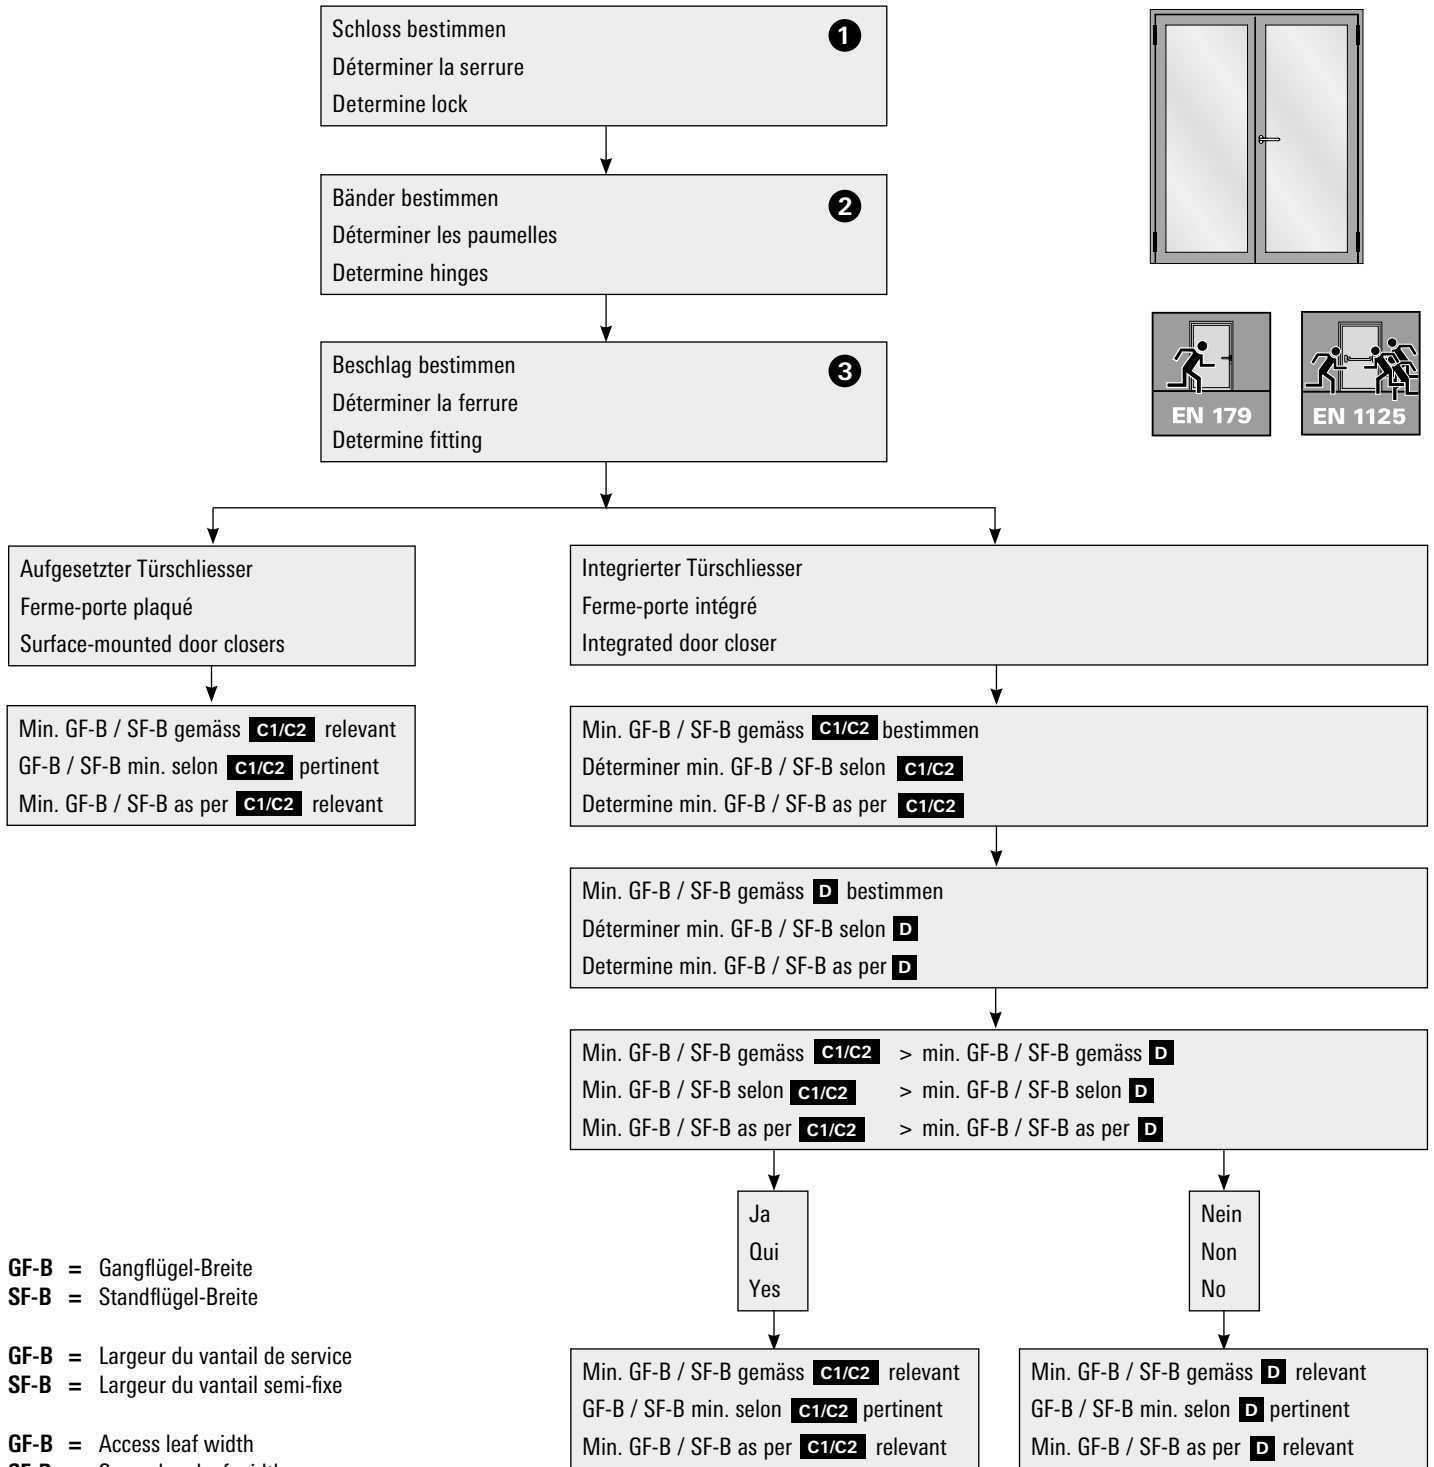 Schloss bestimmen
1
Déterminer la serrure
Determine lock
Bänder bestimmen
2
Déterminer les paumelles
Determine hinges
Beschlag bestimmen
3
Déterminer la ferrure
Determine fitting
EN 179
EN 1125
Aufgesetzter Türschliesser
Ferme-porte plaqué
Surface-mounted door closers
Integrierter Türschliesser
Ferme-porte intégré
Integrated door closer
Min. GF-B / SF-B gemäss C1/C2 relevant
GF-B / SF-B min. selon C1/C2 pertinent
Min. GF-B / SF-B as per C1/C2 relevant
Min. GF-B / SF-B gemäss C1/C2 bestimmen
Déterminer min. GF-B / SF-B selon C1/C2
Determine min. GF-B / SF-B as per C1/C2
Min. GF-B / SF-B gemäss D bestimmen
Déterminer min. GF-B / SF-B selon D
Determine min. GF-B / SF-B as per D
Min. GF-B / SF-B gemäss C1/C2 > min. GF-B / SF-B gemäss D
Min. GF-B / SF-B selon C1/C2 > min. GF-B / SF-B selon D
Min. GF-B / SF-B as per C1/C2 > min. GF-B / SF-B as per D
Ja
Qui
Yes
Nein
Non
No
Min. GF-B / SF-B gemäss C1/C2 relevant
GF-B / SF-B min. selon C1/C2 pertinent
Min. GF-B / SF-B as per C1/C2 relevant
Min. GF-B / SF-B gemäss D relevant
GF-B / SF-B min. selon D pertinent
Min. GF-B / SF-B as per D relevant
GF-B = Gangflügel-Breite
SF-B = Standflügel-Breite
GF-B = Largeur du vantail de service
SF-B = Largeur du vantail semi-fixe
GF-B = Access leaf width